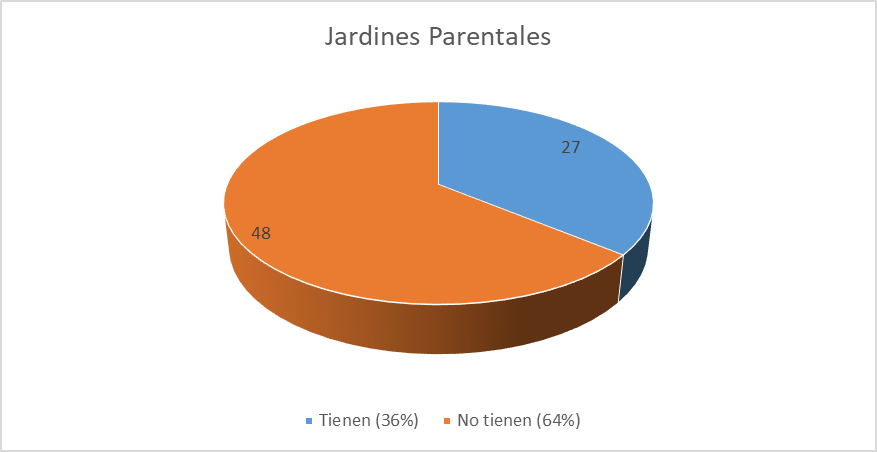 Jardines Parentales
27
48
Tienen (36%) No tienen (64%)